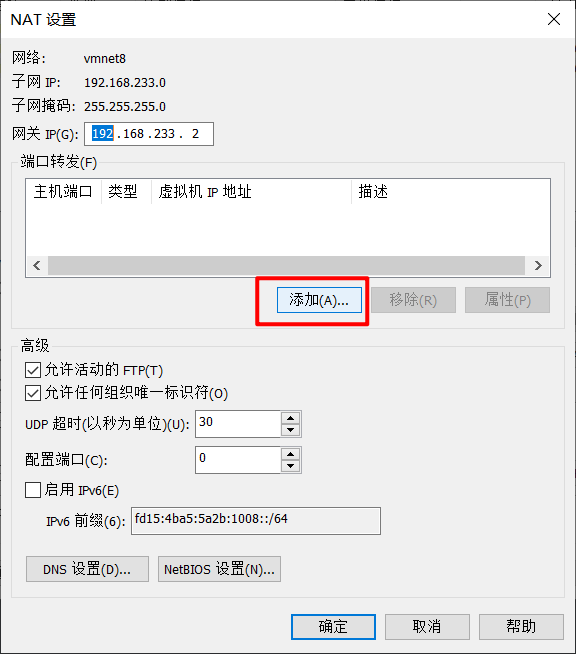 NAT 设置
网络: vmnet8
子网 IP: 192.168.233.0
子网掩码: 255.255.255.0
网关 IP(G): 192 . 168 . 233 . 2
端口转发(F)
主机端口 类型 虚拟机 IP 地址 描述
添加(A)... 移除(R) 属性(P)
高级
允许活动的 FTP(T)
允许任何组织唯一标识符(O)
UDP 超时(以秒为单位)(U): 30
配置端口(C): 0
启用 IPv6(E)
IPv6 前缀(6): fd15:4ba5:5a2b:1008::/64
DNS 设置(D)... NetBIOS 设置(N)...
确定 取消 帮助